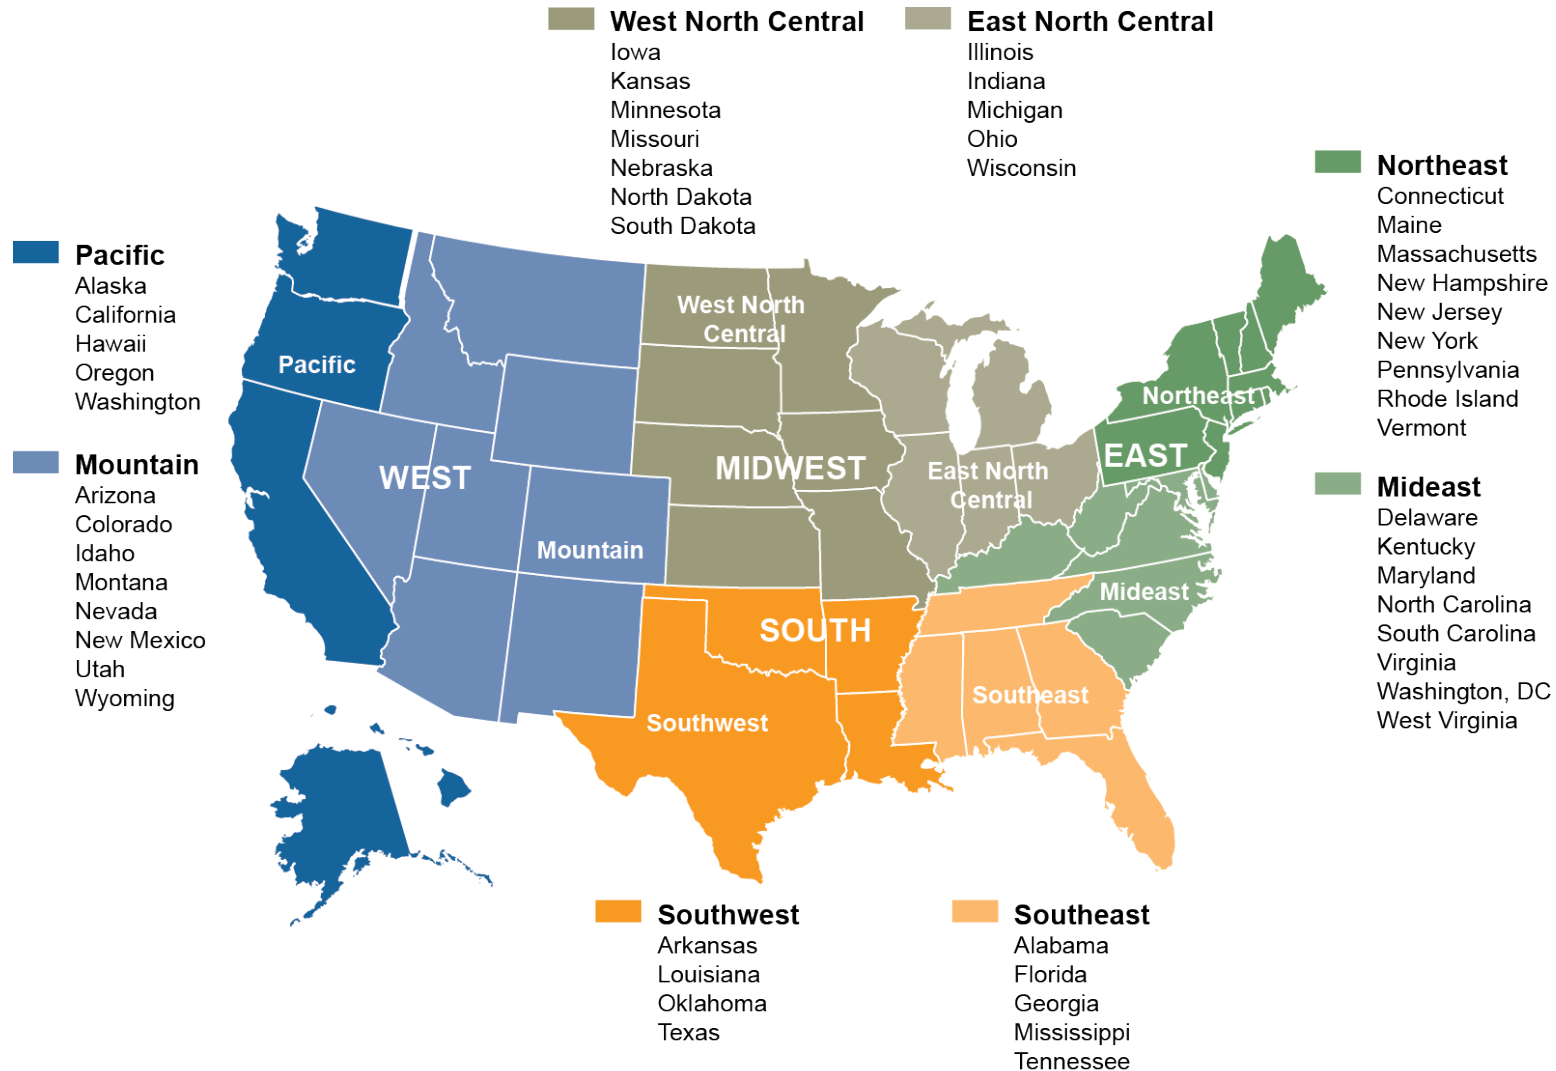 West North Central
Iowa
Kansas
Minnesota
Missouri
Nebraska
North Dakota
South Dakota
East North Central
Illinois
Indiana
Michigan
Ohio
Wisconsin
Northeast
Connecticut
Maine
Massachusetts
New Hampshire
New Jersey
New York
Pennsylvania
Rhode Island
Vermont
Pacific
Alaska
California
Hawaii
Oregon
Washington
Mountain
Arizona
Colorado
Idaho
Montana
Nevada
New Mexico
Utah
Wyoming
Mideast
Delaware
Kentucky
Maryland
North Carolina
South Carolina
Virginia
Washington, DC
West Virginia
Pacific
WEST
Mountain
West North
Central
MIDWEST
East North
Central
Northeast
EAST
Mideast
SOUTH
Southwest
Southeast
Southwest
Arkansas
Louisiana
Oklahoma
Texas
Southeast
Alabama
Florida
Georgia
Mississippi
Tennessee